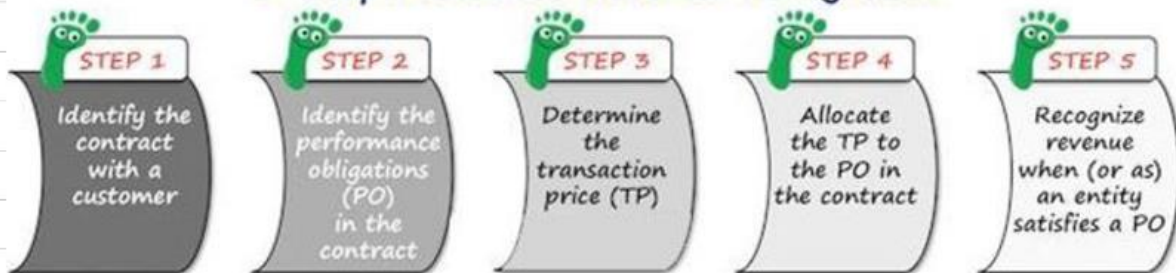 STEP 1
Identify the
contract
with a
customer
STEP 2
Identify the
performance
obligations
(PO)
in the
contract
STEP 3
Determine
the
transaction
price (TP)
STEP 4
Allocate
the TP to
the PO in
the contract
STEP 5
Recognize
revenue
when (or as)
an entity
satisfies a PO